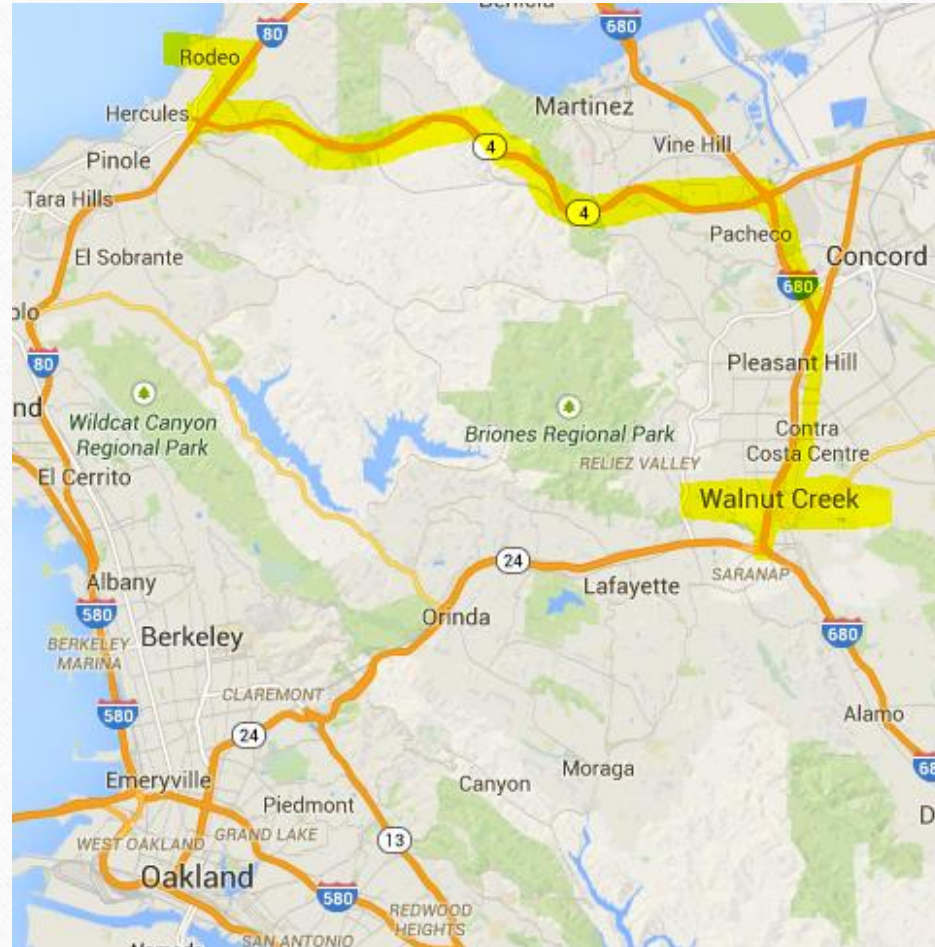 80
680
Rodeo
Martinez
Hercules
4
Vine Hill
Pinole
Tara Hills
4
Pacheco
El Sobrante
Concord
680
80
Pleasant Hill
Wildcat Canyon
Regional Park
Briones Regional Park
Contra
Costa Centre
RELIEZ VALLEY
El Cerrito
Walnut Creek
24
SARANAP
Albany
Lafayette
580
Orinda
BERKELEY
MARINA
Berkeley
680
CLAREMONT
580
24
Alamo
Emeryville
Canyon
Moraga
68
Piedmont
D
WEST OAKLAND
GRAND LAKE
13
Oakland
580
REDWOOD
HEIGHTS
SAN ANTONIO